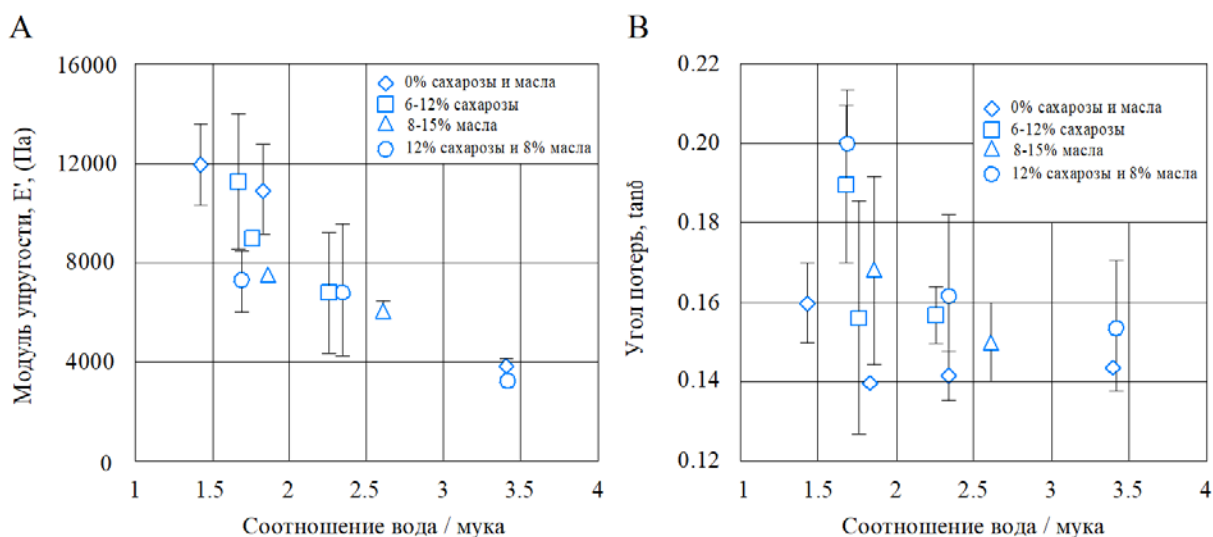 A
Модуль упругости, E', (Па)
16000
12000
8000
4000
0
0% сахарозы и масла
6-12% сахарозы
8-15% масла
12% сахарозы и 8% масла
1 1.5 2 2.5 3 3.5 4
Соотношение вода / мука
B
Угол потерь, tanδ
0.22
0.20
0.18
0.16
0.14
0.12
0% сахарозы и масла
6-12% сахарозы
8-15% масла
12% сахарозы и 8% масла
1 1.5 2 2.5 3 3.5 4
Соотношение вода / мука